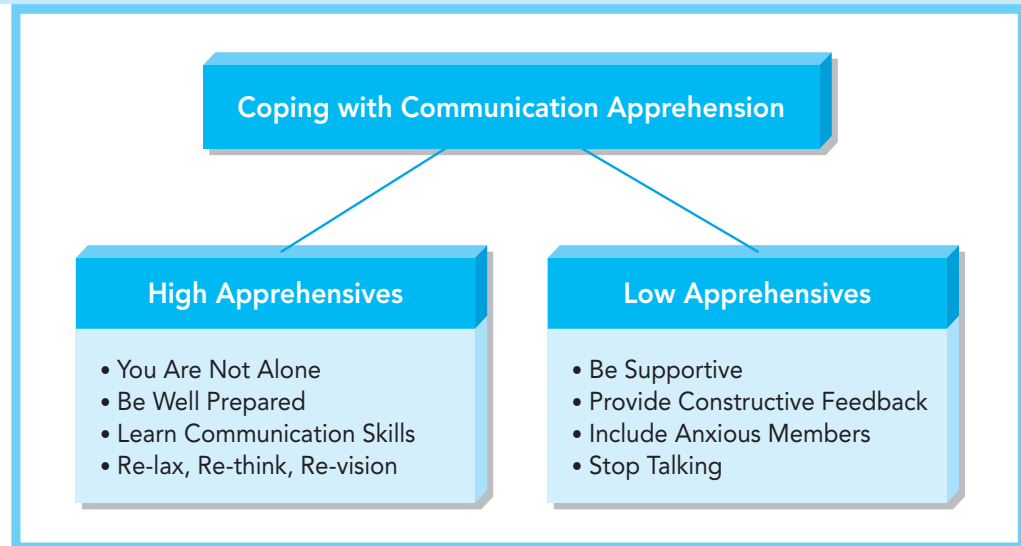 Coping with Communication Apprehension
High Apprehensives
• You Are Not Alone
• Be Well Prepared
• Learn Communication Skills
• Re-lax, Re-think, Re-vision
Low Apprehensives
• Be Supportive
• Provide Constructive Feedback
• Include Anxious Members
• Stop Talking